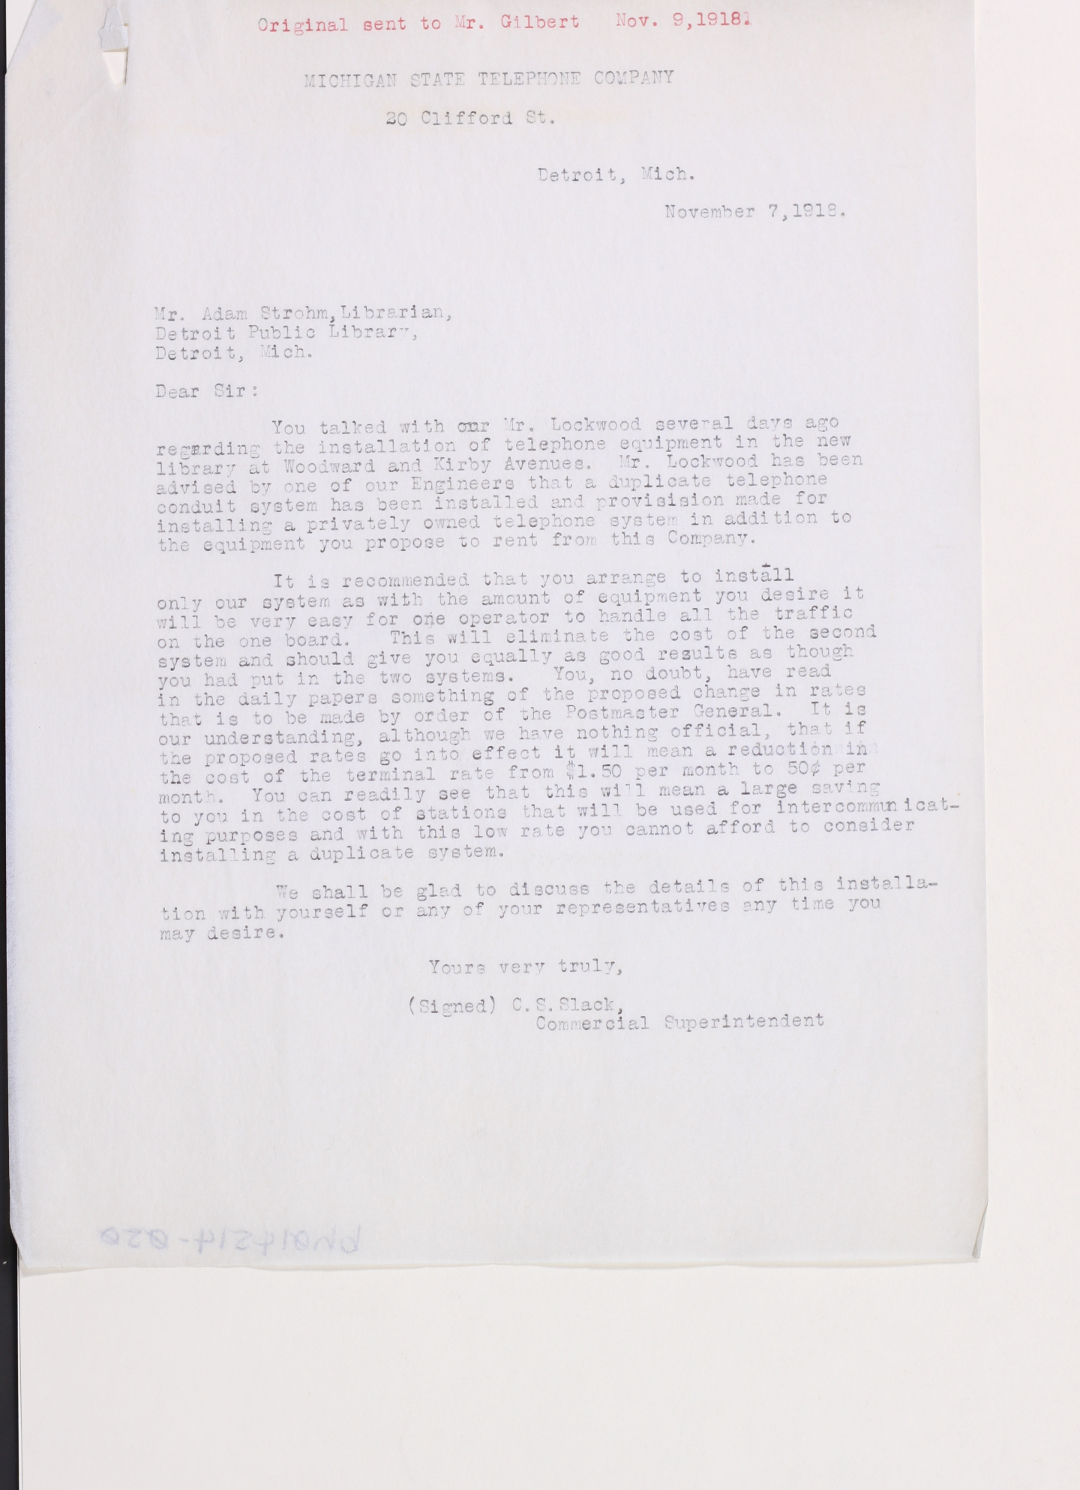 Original sent to Mr. Gilbert Nov. 9,1918.
MICHIGAN STATE TELEPHONE COMPANY
20 Clifford St.
Detroit, Mich.
November 7,1918.
Mr. Adam Strohm,Librarian,
Detroit Public Library,
Detroit, Mich.
Dear Sir:
You talked with our Mr. Lockwood several days ago
regarding the installation of telephone equipment in the new
library at Woodward and Kirby Avenues. Mr. Lockwood has been
advised by one of our Engineers that a duplicate telephone
conduit system has been installed and provisision made for
installing a privately owned telephone system in addition to
the equipment you propose to rent from this Company.
It is recommended that you arrange to install
only our system as with the amount of equipment you desire it
will be very easy for one operator to handle all the traffic
on the one board. This will eliminate the cost of the second
system and should give you equally as good results as though
you had put in the two systems. You, no doubt, have read
in the daily papers something of the proposed change in rates
that is to be made by order of the Postmaster General. It is
our understanding, although we have nothing official, that if
the proposed rates go into effect it will mean a reduction in
the cost of the terminal rate from $1.50 per month to 50¢ per
month. You can readily see that this will mean a large saving
to you in the cost of stations that will be used for intercommunicat-
ing purposes and with this low rate you cannot afford to consider
installing a duplicate system.
We shall be glad to discuss the details of this installa-
tion with yourself or any of your representatives any time you
may desire.
Yours very truly,
(Signed) C.S.Slack,
Commercial Superintendent